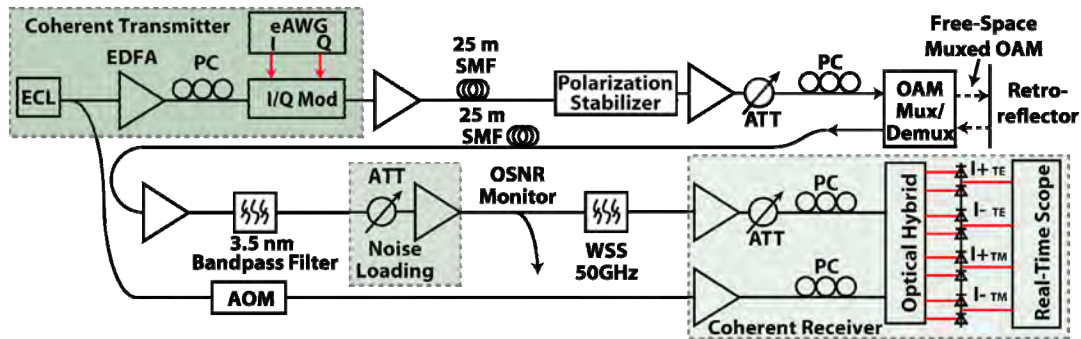 Coherent Transmitter
eAWG
I Q
EDFA
PC
ECL
I/Q Mod
25 m
SMF
25 m
SMF
Polarization
Stabilizer
ATT
PC
OAM
Mux/
Demux
Free-Space
Muxed OAM
Retro-
reflector
3.5 nm
Bandpass Filter
ATT
Noise
Loading
OSNR
Monitor
WSS
50GHz
AOM
ATT
PC
PC
Coherent Receiver
Optical Hybrid
I+ TE
I- TE
I+ TM
I- TM
Real-Time Scope